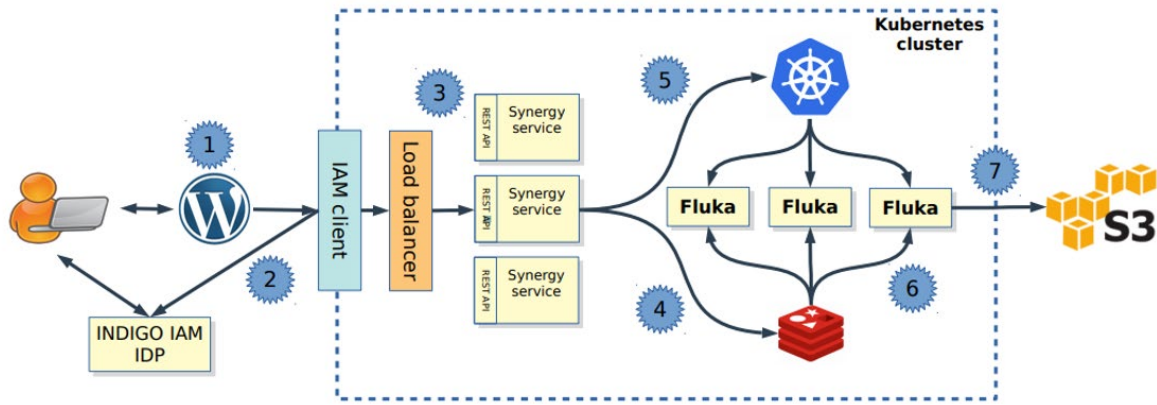 Kubernetes
cluster
1
2
3
4
5
6
7
W
IAM client
Load balancer
REST API
Synergy
service
REST API
Synergy
service
REST API
Synergy
service
Fluka
Fluka
Fluka
S3
INDIGO IAM
IDP